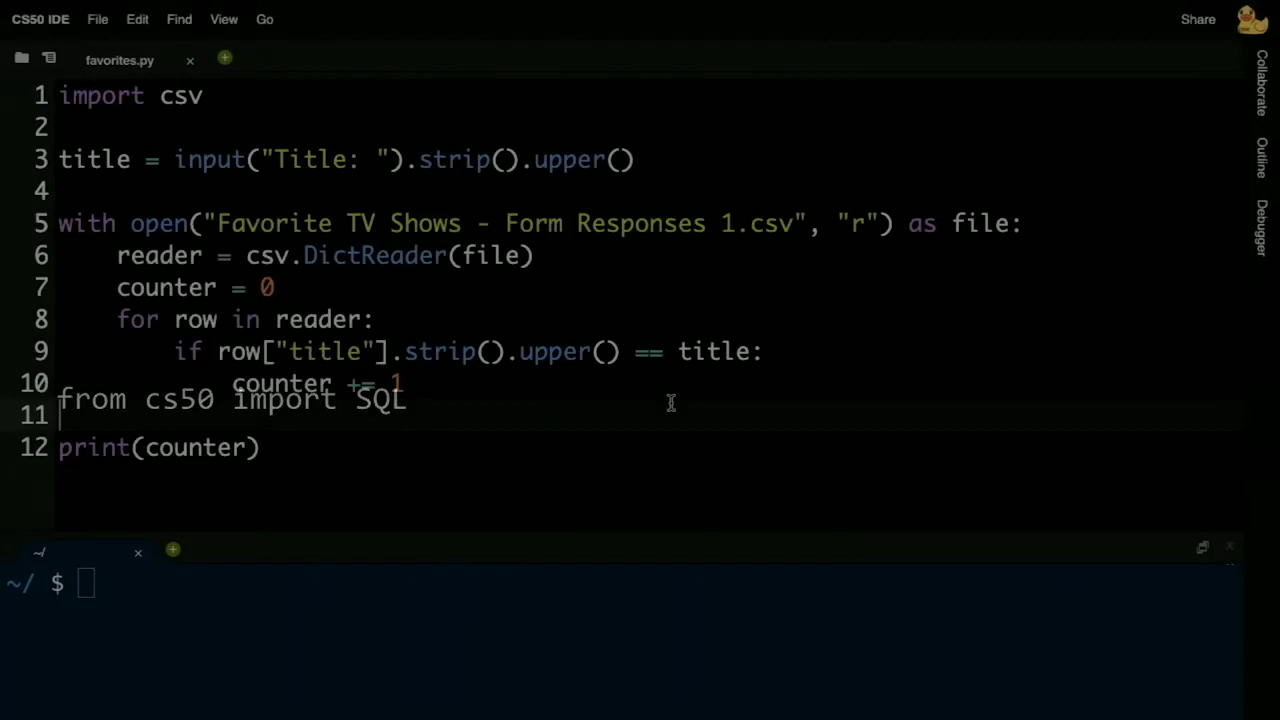 CS50 IDE File Edit Find View Go Share
favorites.py
Collaborate
Outline
Debugger
1 import csv
2
3 title = input("Title: ").strip().upper()
4
5 with open("Favorite TV Shows - Form Responses 1.csv", "r") as file:
6     reader = csv.DictReader(file)
7     counter = 0
8     for row in reader:
9         if row["title"].strip().upper() == title:
10             counter += 1
from cs50 import SQL
11
12 print(counter)
~/
~/ $